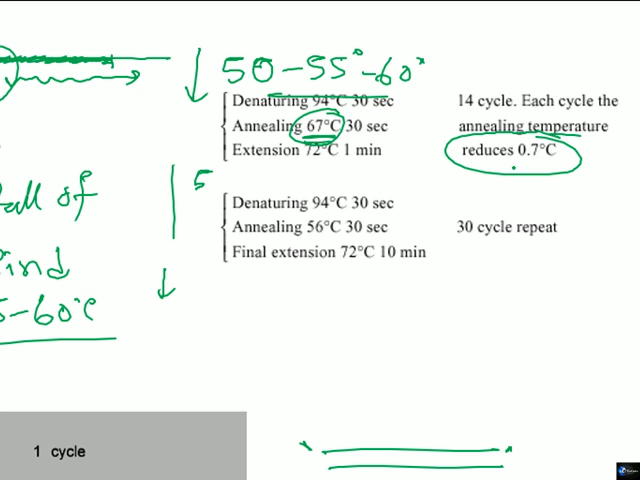 50-55°-60°
Denaturing 94°C 30 sec
14 cycle. Each cycle the
Annealing 67°C 30 sec
annealing temperature
Extension 72°C 1 min
reduces 0.7°C
5
all of
Denaturing 94°C 30 sec
Annealing 56°C 30 sec
30 cycle repeat
Final extension 72°C 10 min
ind
5-60°C
1 cycle